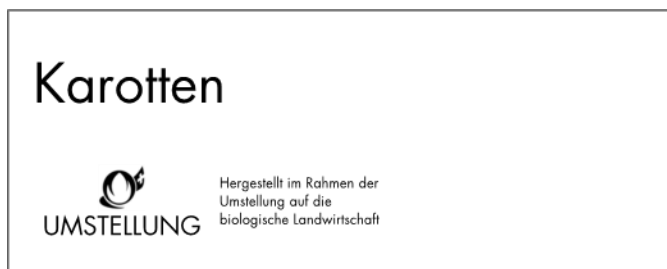 Karotten
UMSTELLUNG
Hergestellt im Rahmen der
Umstellung auf die
biologische Landwirtschaft